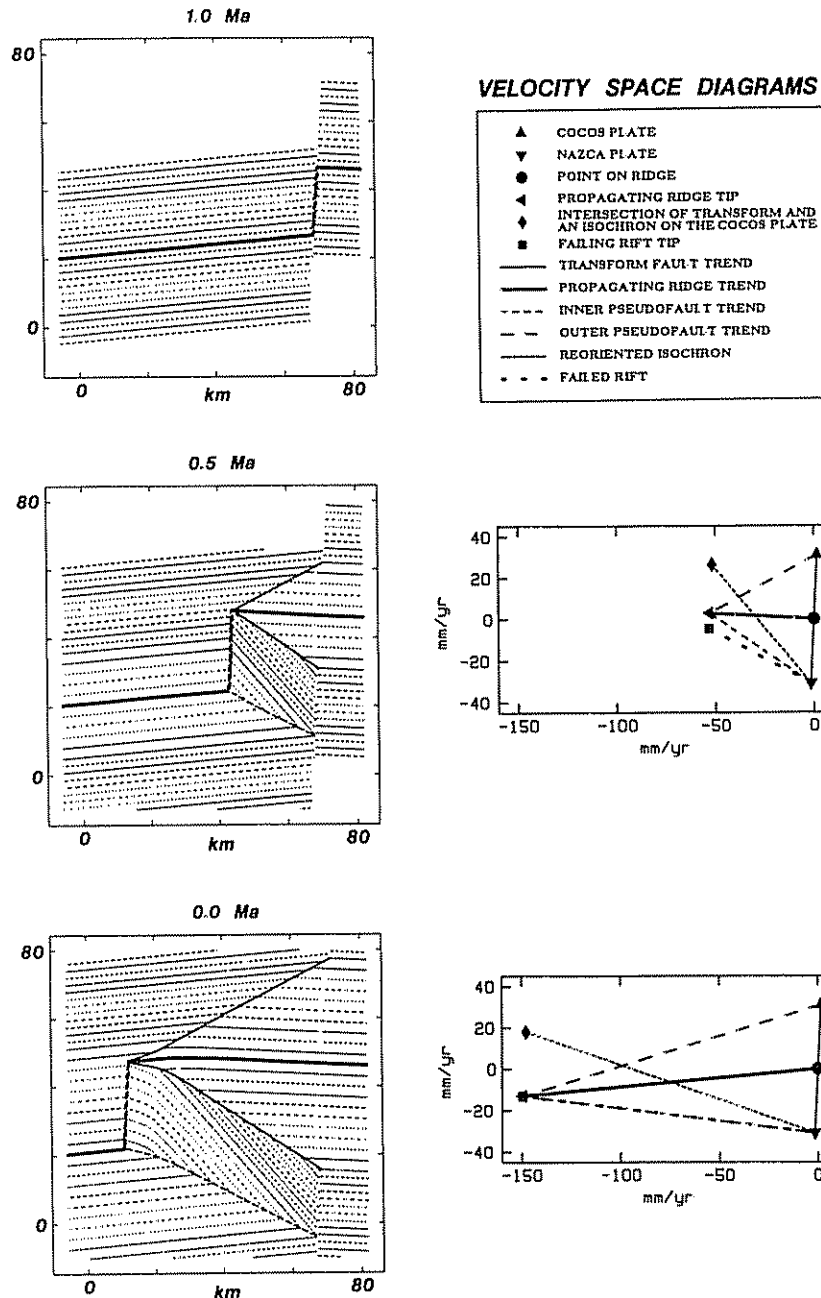 1.0 Ma
80
0
0
km
80
VELOCITY SPACE DIAGRAMS
COCOS PLATE
NAZCA PLATE
POINT ON RIDGE
PROPAGATING RIDGE TIP
INTERSECTION OF TRANSFORM AND
AN ISOCHRON ON THE COCOS PLATE
FAILING RIFT TIP
TRANSFORM FAULT TREND
PROPAGATING RIDGE TREND
INNER PSEUDOFAULT TREND
OUTER PSEUDOFAULT TREND
REORIENTED ISOCHRON
FAILED RIFT
0.5 Ma
80
0
0
km
80
40
20
0
-20
-40
mm/yr
-150
-100
-50
0
mm/yr
0.0 Ma
80
0
0
km
80
40
20
0
-20
-40
mm/yr
-150
-100
-50
0
mm/yr